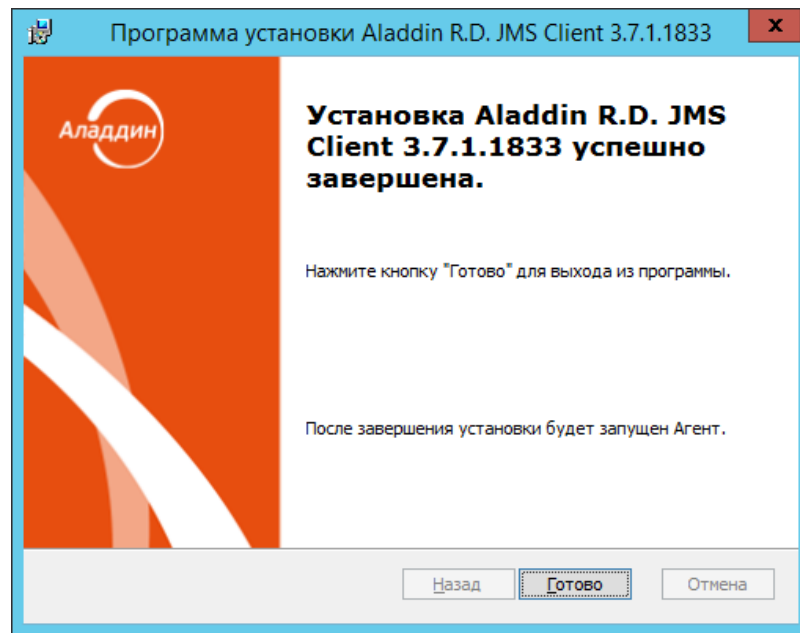 Программа установки Aladdin R.D. JMS Client 3.7.1.1833
x
Аладдин
Установка Aladdin R.D. JMS
Client 3.7.1.1833 успешно
завершена.
Нажмите кнопку "Готово" для выхода из программы.
После завершения установки будет запущен Агент.
Назад Готово Отмена